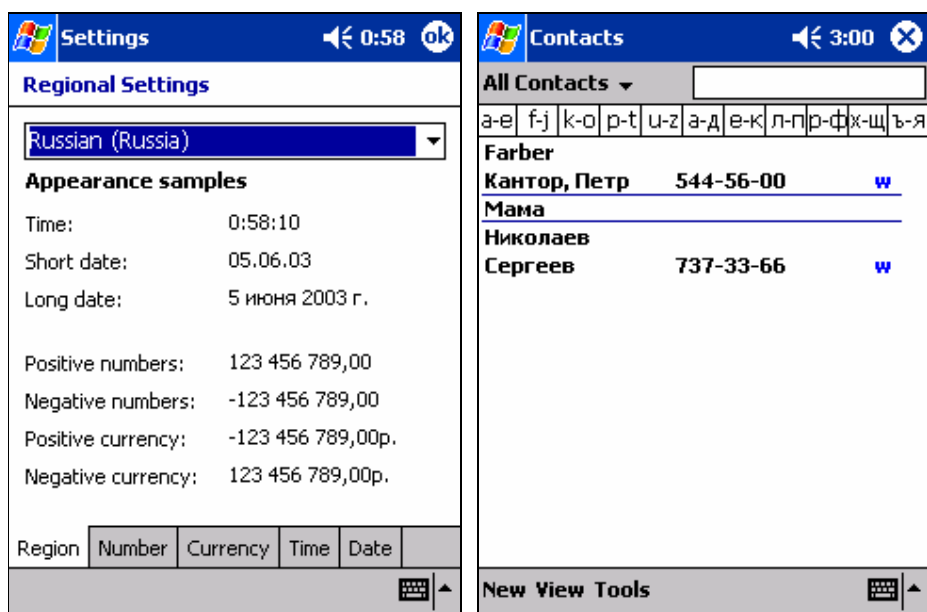 Settings 0:58 ok
Regional Settings
Russian (Russia)
Appearance samples
Time: 0:58:10
Short date: 05.06.03
Long date: 5 июня 2003 г.
Positive numbers: 123 456 789,00
Negative numbers: -123 456 789,00
Positive currency: -123 456 789,00р.
Negative currency: 123 456 789,00р.
Region Number Currency Time Date
Contacts 3:00
All Contacts
a-e f-j k-o p-t u-z а-д е-к л-п р-ф х-щ ъ-я
Farber
Кантор, Петр 544-56-00 w
Мама
Николаев
Сергеев 737-33-66 w
New View Tools